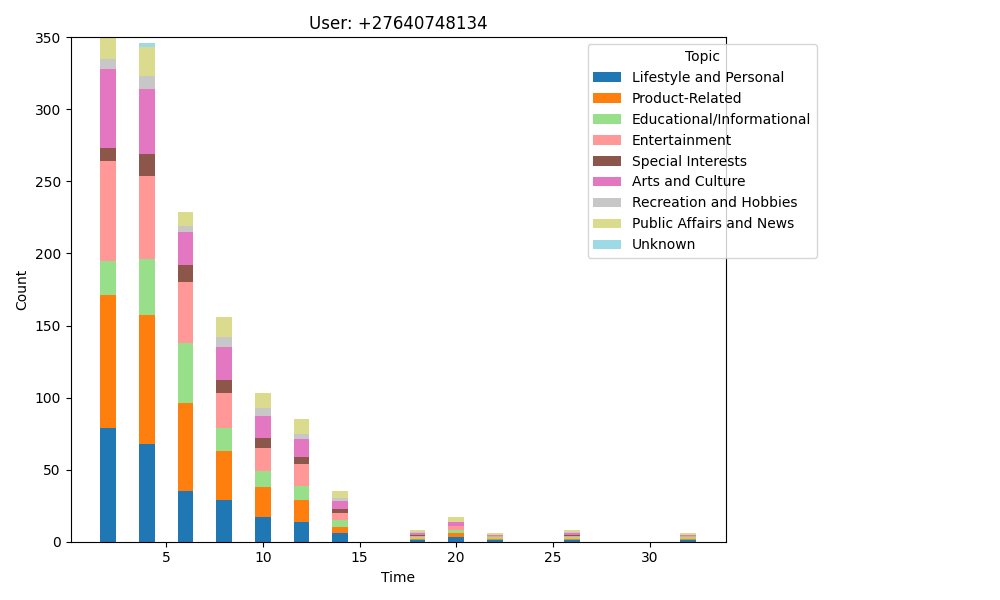 User: +27640748134
350
300
250
200
150
100
50
0
Count
5
10
15
20
25
30
Time
Topic
Lifestyle and Personal
Product-Related
Educational/Informational
Entertainment
Special Interests
Arts and Culture
Recreation and Hobbies
Public Affairs and News
Unknown